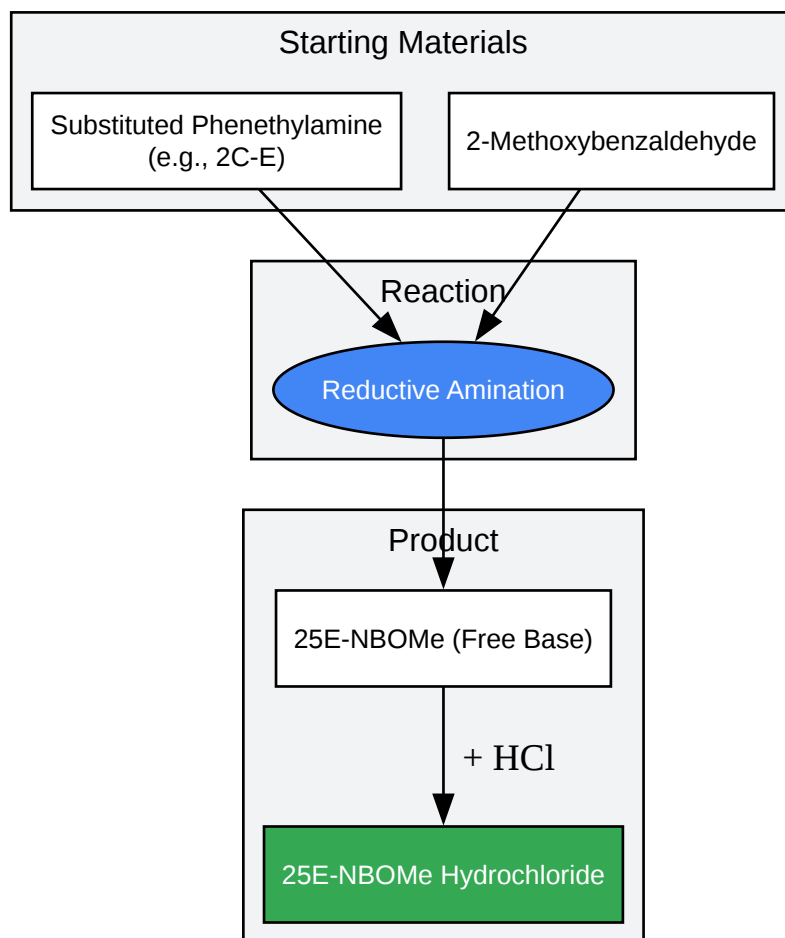 Starting Materials
Substituted Phenethylamine
(e.g., 2C-E)
2-Methoxybenzaldehyde
Reaction
Reductive Amination
Product
25E-NBOMe (Free Base)
+ HCl
25E-NBOMe Hydrochloride